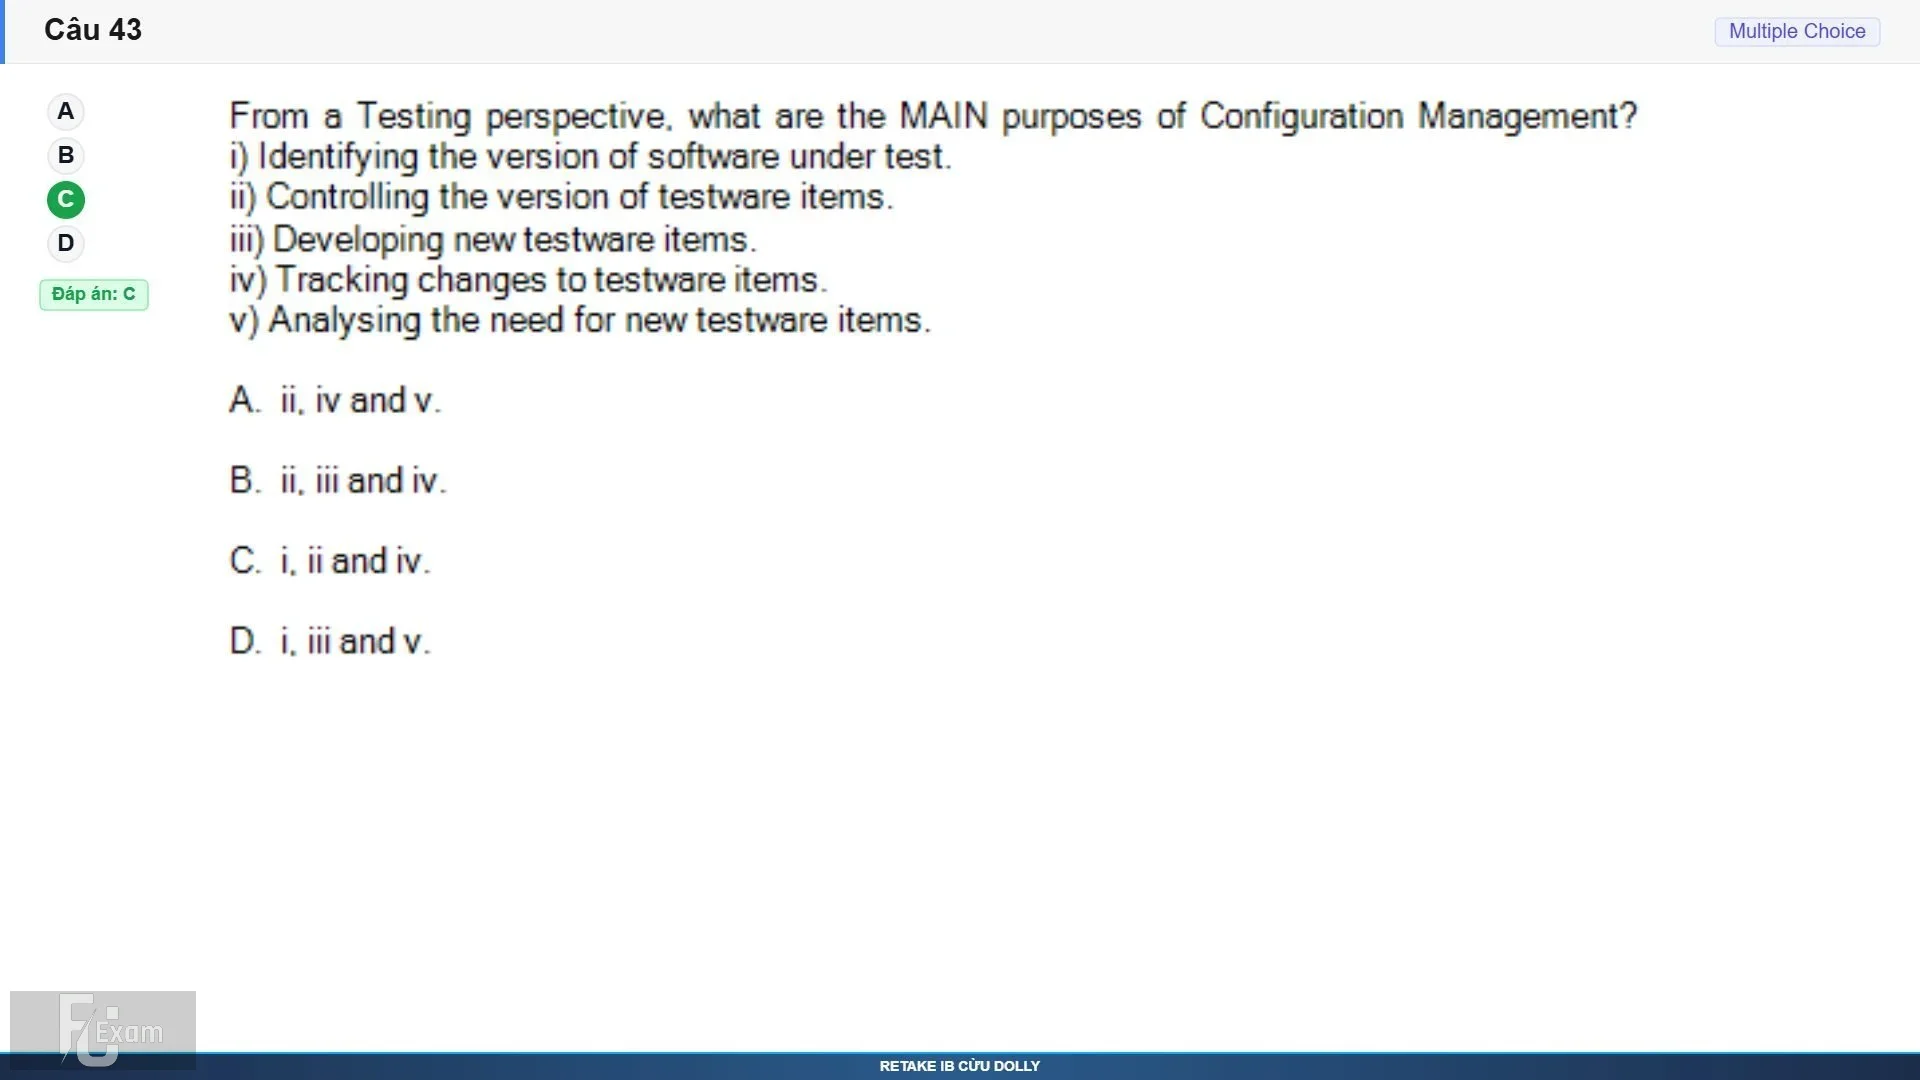 Câu 43
Multiple Choice
A
B
C
D
Đáp án: C
From a Testing perspective, what are the MAIN purposes of Configuration Management?
i) Identifying the version of software under test.
ii) Controlling the version of testware items.
iii) Developing new testware items.
iv) Tracking changes to testware items.
v) Analysing the need for new testware items.
A. ii, iv and v.
B. ii, iii and iv.
C. i, ii and iv.
D. i, iii and v.
FU Exam
RETAKE IB CỪU DOLLY